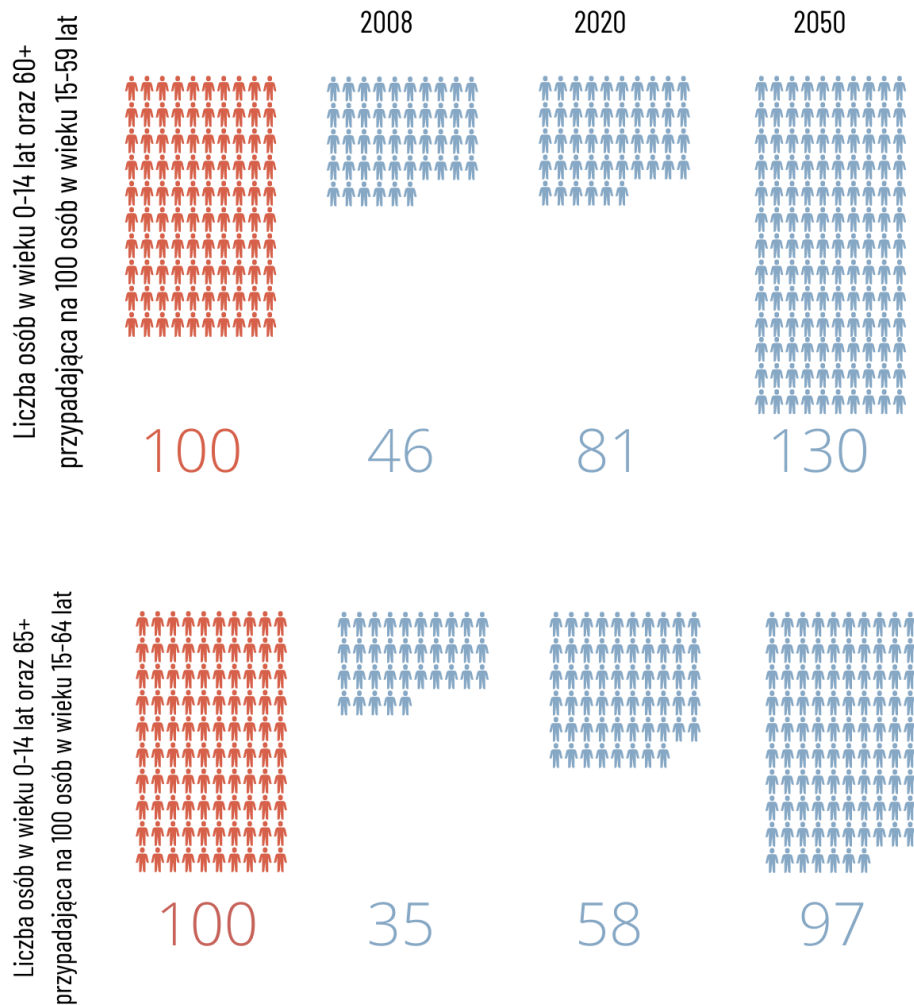 2008
2020
2050
Liczba osób w wieku 0-14 lat oraz 60+
przypadająca na 100 osób w wieku 15-59 lat
100
46
81
130
Liczba osób w wieku 0-14 lat oraz 65+
przypadająca na 100 osób w wieku 15-64 lat
100
35
58
97